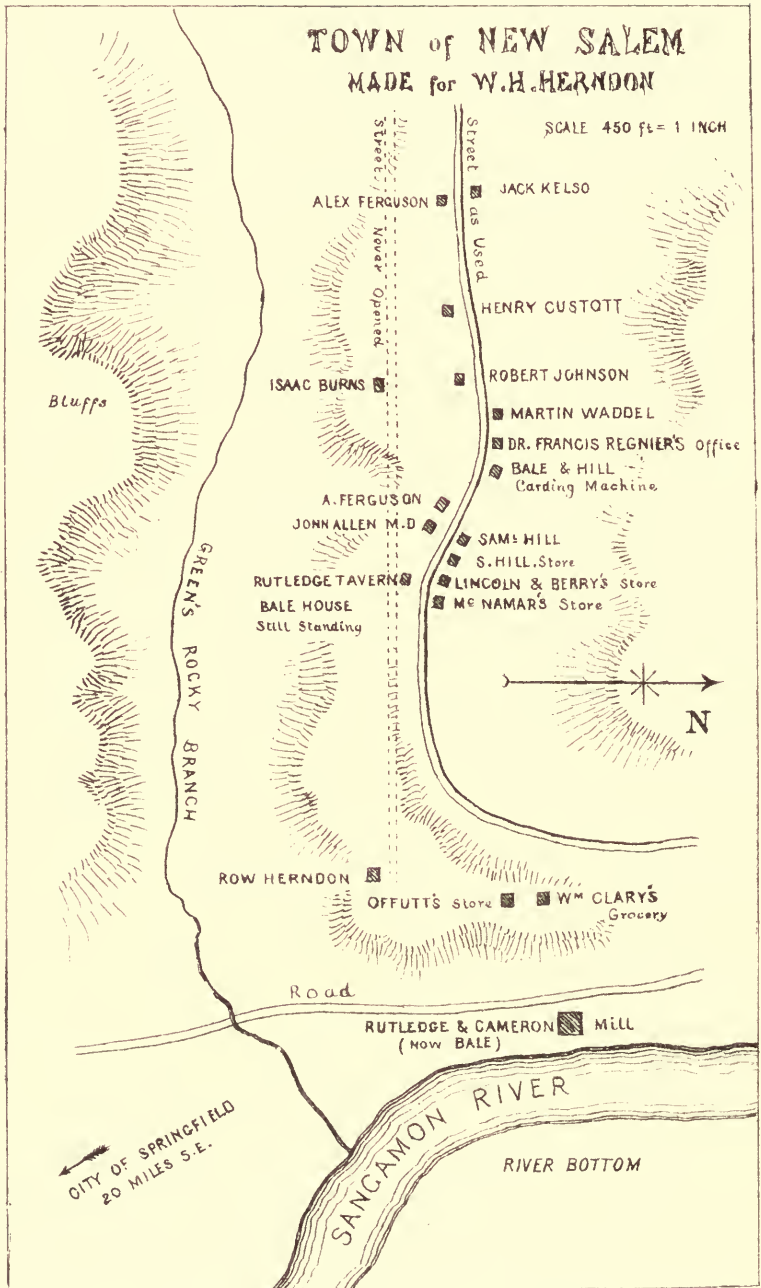 TOWN of NEW SALEM
MADE for W.H.HERNDON
SCALE 450 ft = 1 INCH
Street, Never Opened
Street as Used
JACK KELSO
ALEX FERGUSON
HENRY CUSTOTT
ISAAC BURNS
ROBERT JOHNSON
Bluffs
MARTIN WADDEL
DR. FRANCIS REGNIER'S Office
BALE & HILL
Carding Machine
A. FERGUSON
JOHN ALLEN M.D
SAML HILL
S. HILL. Store
RUTLEDGE TAVERN
LINCOLN & BERRY'S Store
BALE HOUSE
Still Standing
Mc NAMAR'S Store
GREEN'S ROCKY BRANCH
N
ROW HERNDON
OFFUTT'S Store
WM CLARY'S
Grocery
Road
RUTLEDGE & CAMERON Mill
(NOW BALE)
SANGAMON RIVER
CITY OF SPRINGFIELD
20 MILES S.E.
RIVER BOTTOM